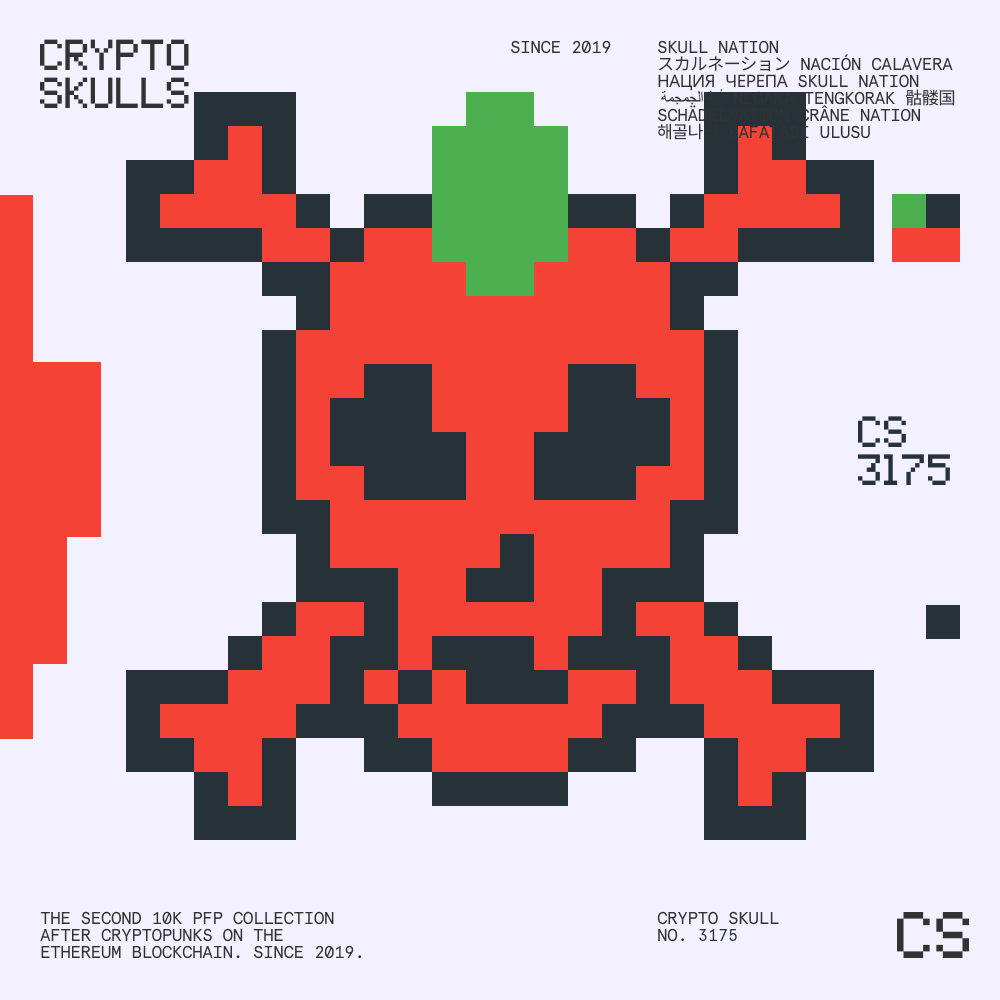 CRYPTO
SKULLS
SINCE 2019
SKULL NATION
スカルネーション NACIÓN CALAVERA
НАЦИЯ ЧЕРЕПА SKULL NATION
TENGKORAK 骷髅国
CRÂNE NATION
ULUSU
CS
3175
THE SECOND 10K PFP COLLECTION
AFTER CRYPTOPUNKS ON THE
ETHEREUM BLOCKCHAIN. SINCE 2019.
CRYPTO SKULL
NO. 3175
CS